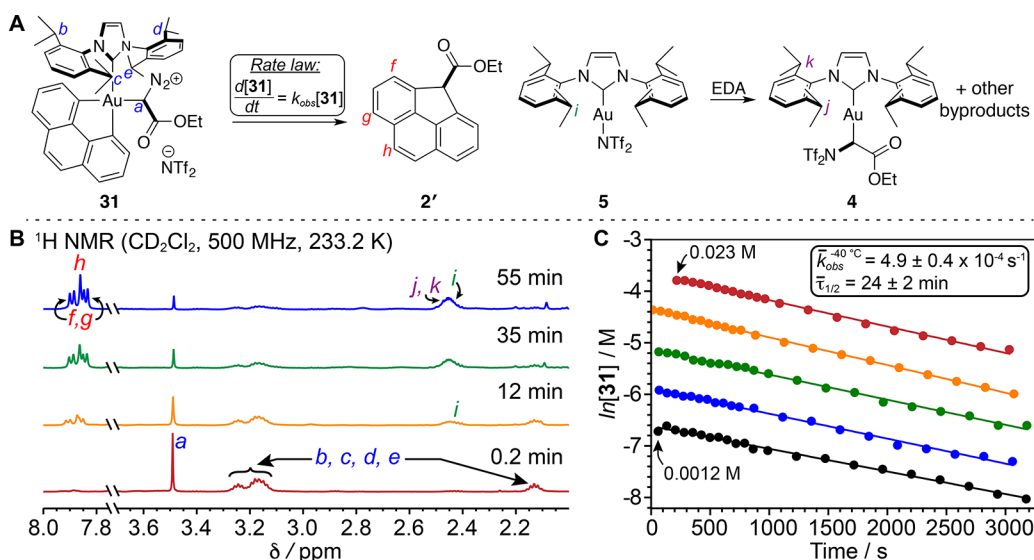 A
b
d
N
N
c
e
N₂⁺
Au
a
O
OEt
⊖
NTf₂
31
Rate law:
d[31]
dt
= k_obs[31]
f
g
h
O
OEt
2′
N
N
i
Au
NTf₂
5
EDA
k
N
N
j
Au
Tf₂N
O
OEt
4
+ other
byproducts
B
¹H NMR (CD₂Cl₂, 500 MHz, 233.2 K)
h
f,g
j, k
i
55 min
35 min
i
12 min
a
b, c, d, e
0.2 min
8.0 7.8 3.6 3.4 3.2 3.0 2.8 2.6 2.4 2.2
δ / ppm
C
-3
-4
-5
-6
-7
-8
ln[31] / M
0.023 M
k̅_obs^-40 °C = 4.9 ± 0.4 x 10⁻⁴ s⁻¹
τ̅₁/₂ = 24 ± 2 min
0.0012 M
0 500 1000 1500 2000 2500 3000
Time / s